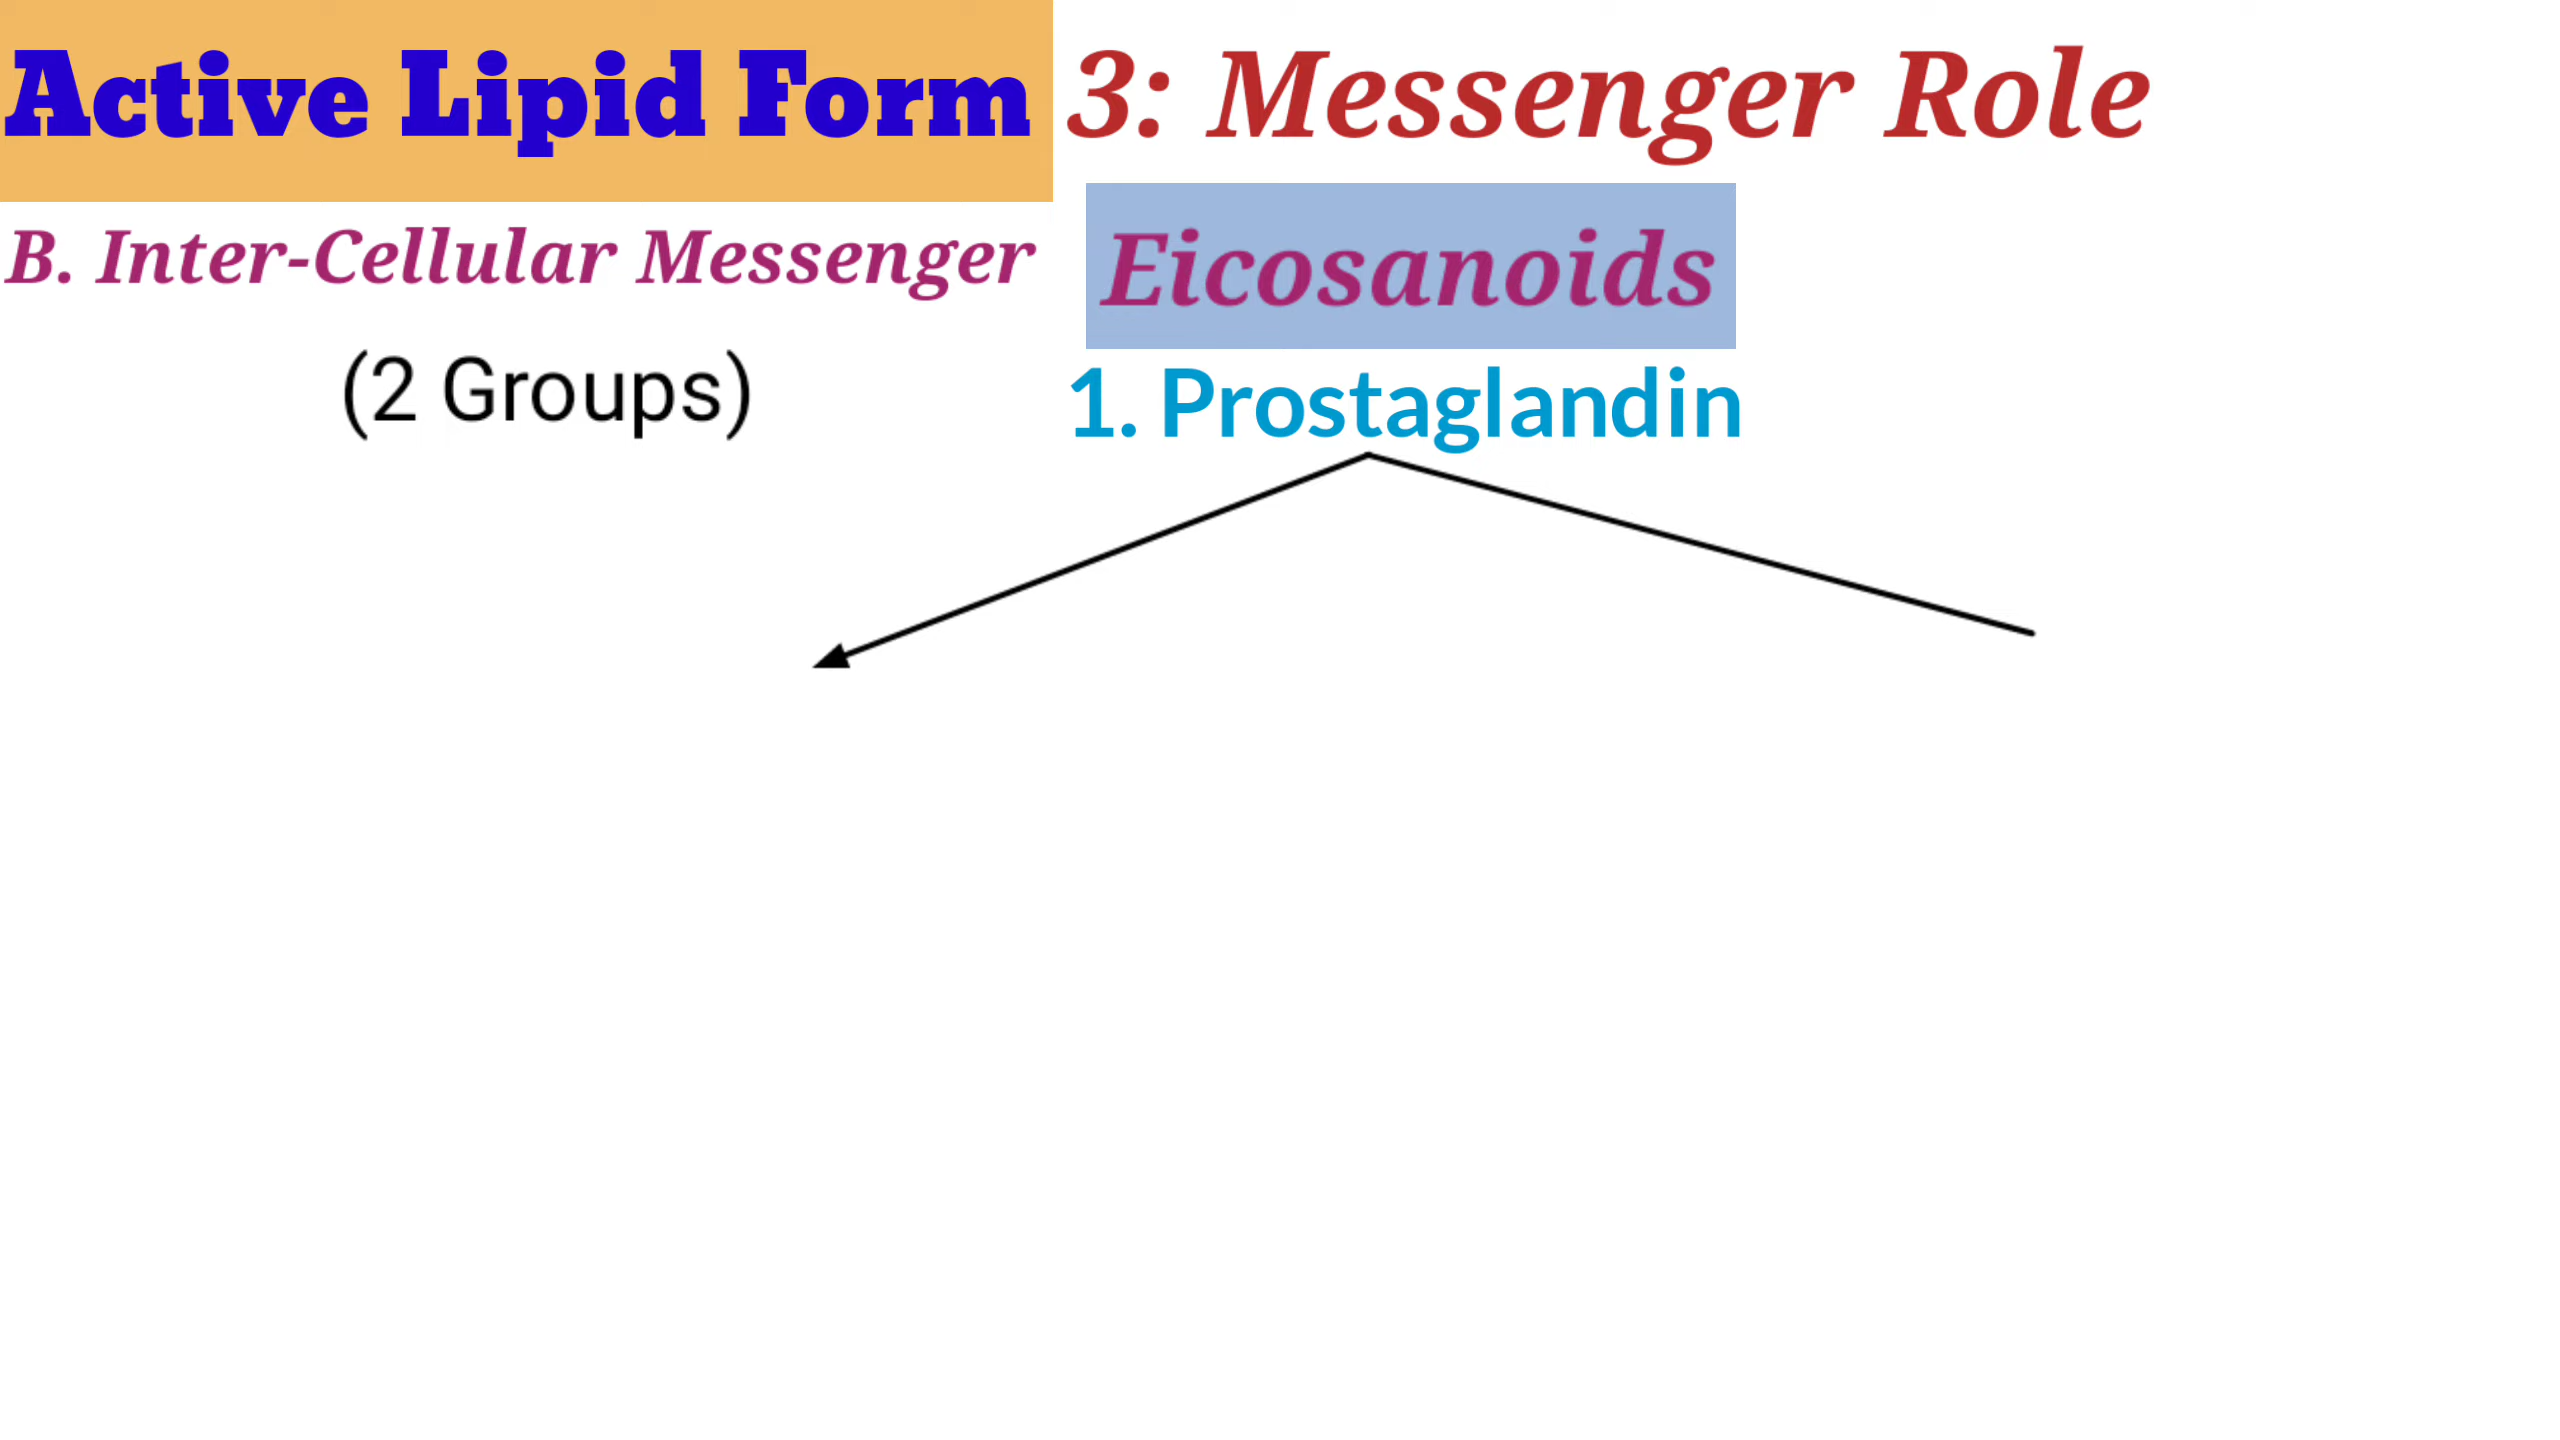 Active Lipid Form 3: Messenger Role
B. Inter-Cellular Messenger Eicosanoids
(2 Groups) 1. Prostaglandin